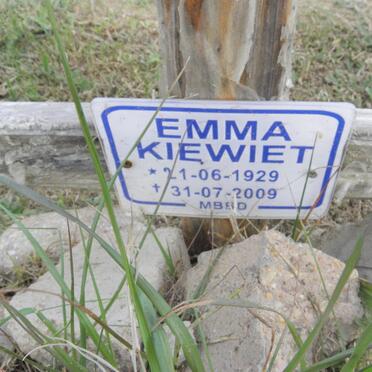 EMMA
KIEWIET
* 21-06-1929
† 31-07-2009
MBSD